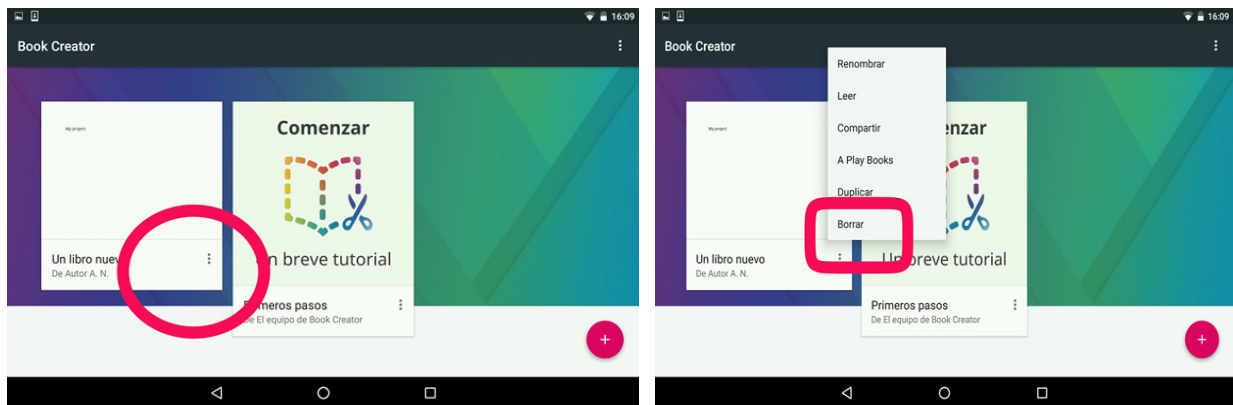 16:09
Book Creator
My project
Comenzar
Un breve tutorial
Un libro nuevo
De Autor A. N.
Primeros pasos
De El equipo de Book Creator
+
16:09
Book Creator
Renombrar
Leer
Compartir
A Play Books
Duplicar
Borrar
My project
enzar
Un breve tutorial
Un libro nuevo
De Autor A. N.
Primeros pasos
De El equipo de Book Creator
+